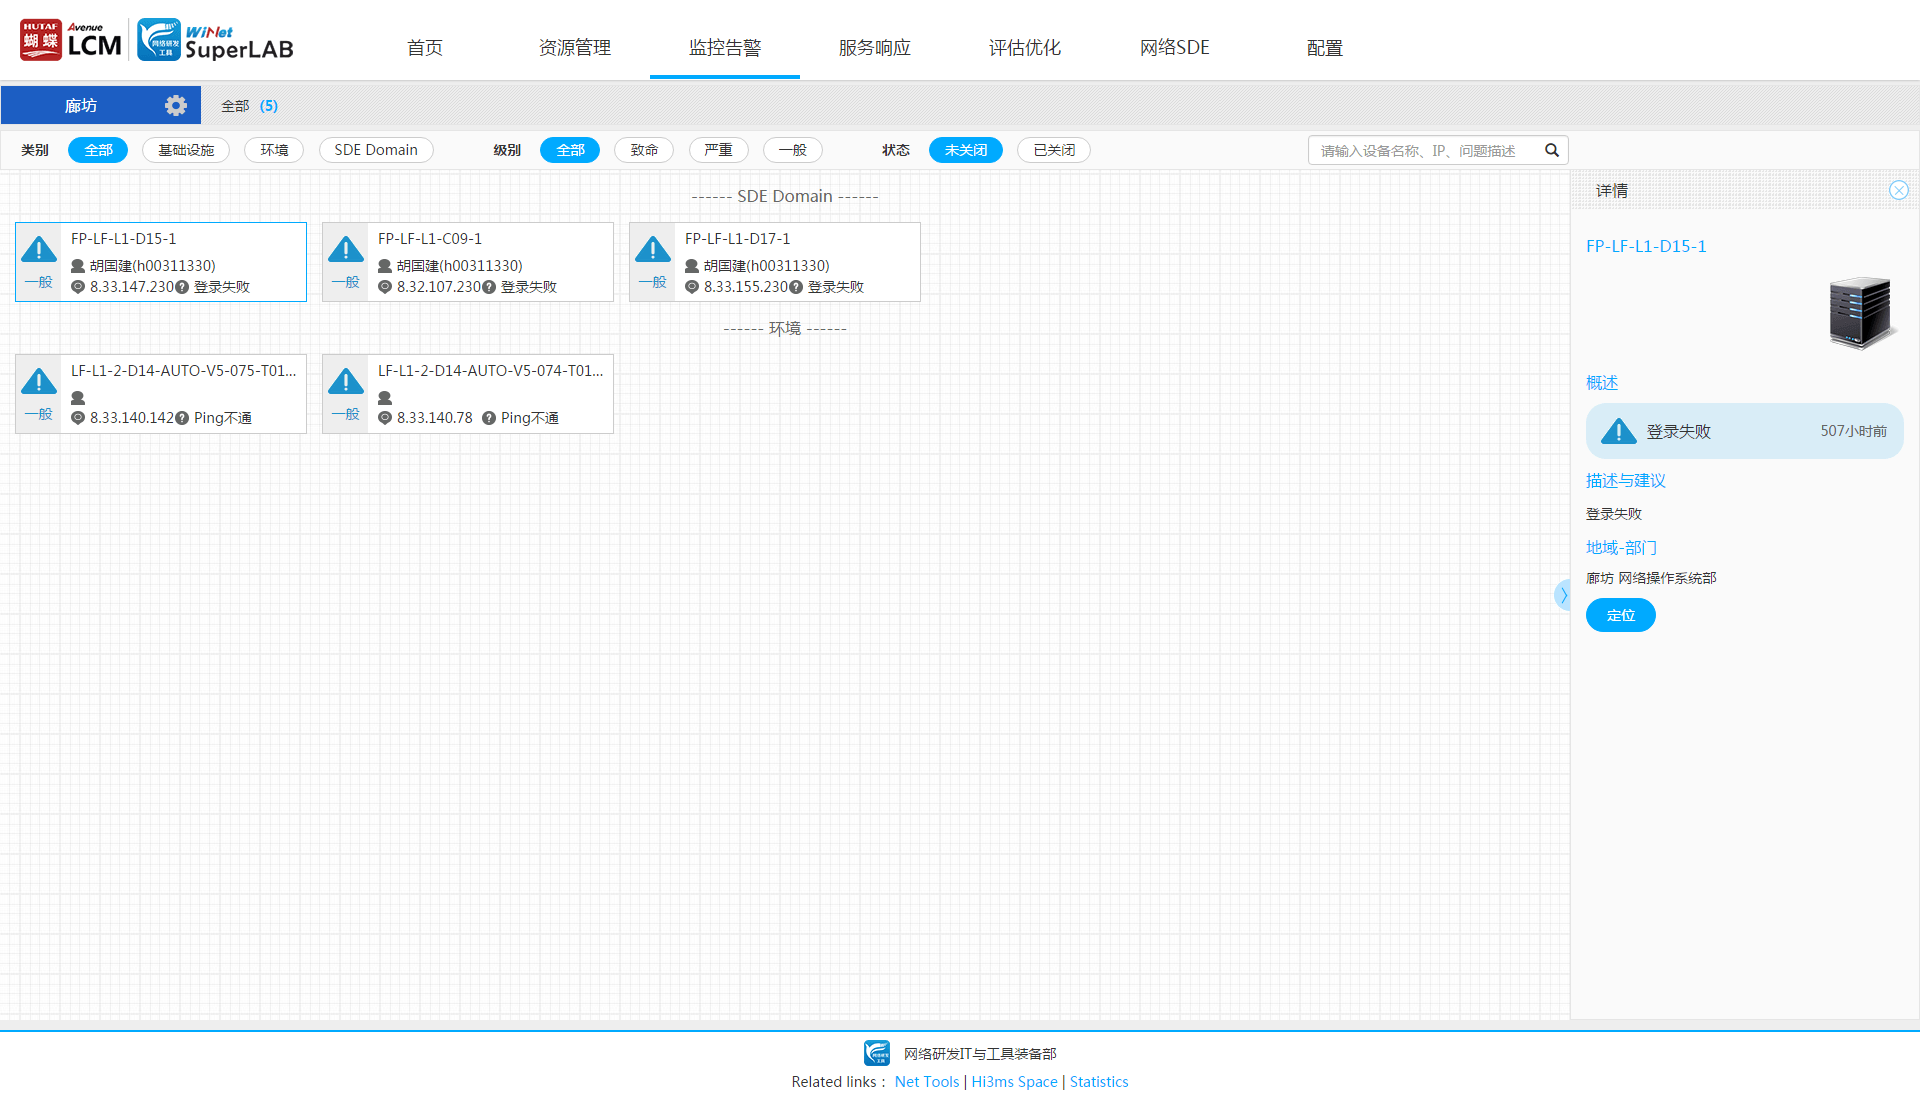 HUTAF 蝴蝶 Avenue LCM 网络研发工具 WiNet SuperLAB
首页 资源管理 监控告警 服务响应 评估优化 网络SDE 配置
廊坊 全部 (5)
类别 全部 基础设施 环境 SDE Domain 级别 全部 致命 严重 一般 状态 未关闭 已关闭 请输入设备名称、IP、问题描述
------ SDE Domain ------
FP-LF-L1-D15-1
胡国建(h00311330)
一般 8.33.147.230 登录失败
FP-LF-L1-C09-1
胡国建(h00311330)
一般 8.32.107.230 登录失败
FP-LF-L1-D17-1
胡国建(h00311330)
一般 8.33.155.230 登录失败
------ 环境 ------
LF-L1-2-D14-AUTO-V5-075-T01...
一般 8.33.140.142 Ping不通
LF-L1-2-D14-AUTO-V5-074-T01...
一般 8.33.140.78 Ping不通
详情
FP-LF-L1-D15-1
概述
登录失败 507小时前
描述与建议
登录失败
地域-部门
廊坊 网络操作系统部
定位
网络研发工具 网络研发IT与工具装备部
Related links： Net Tools | Hi3ms Space | Statistics